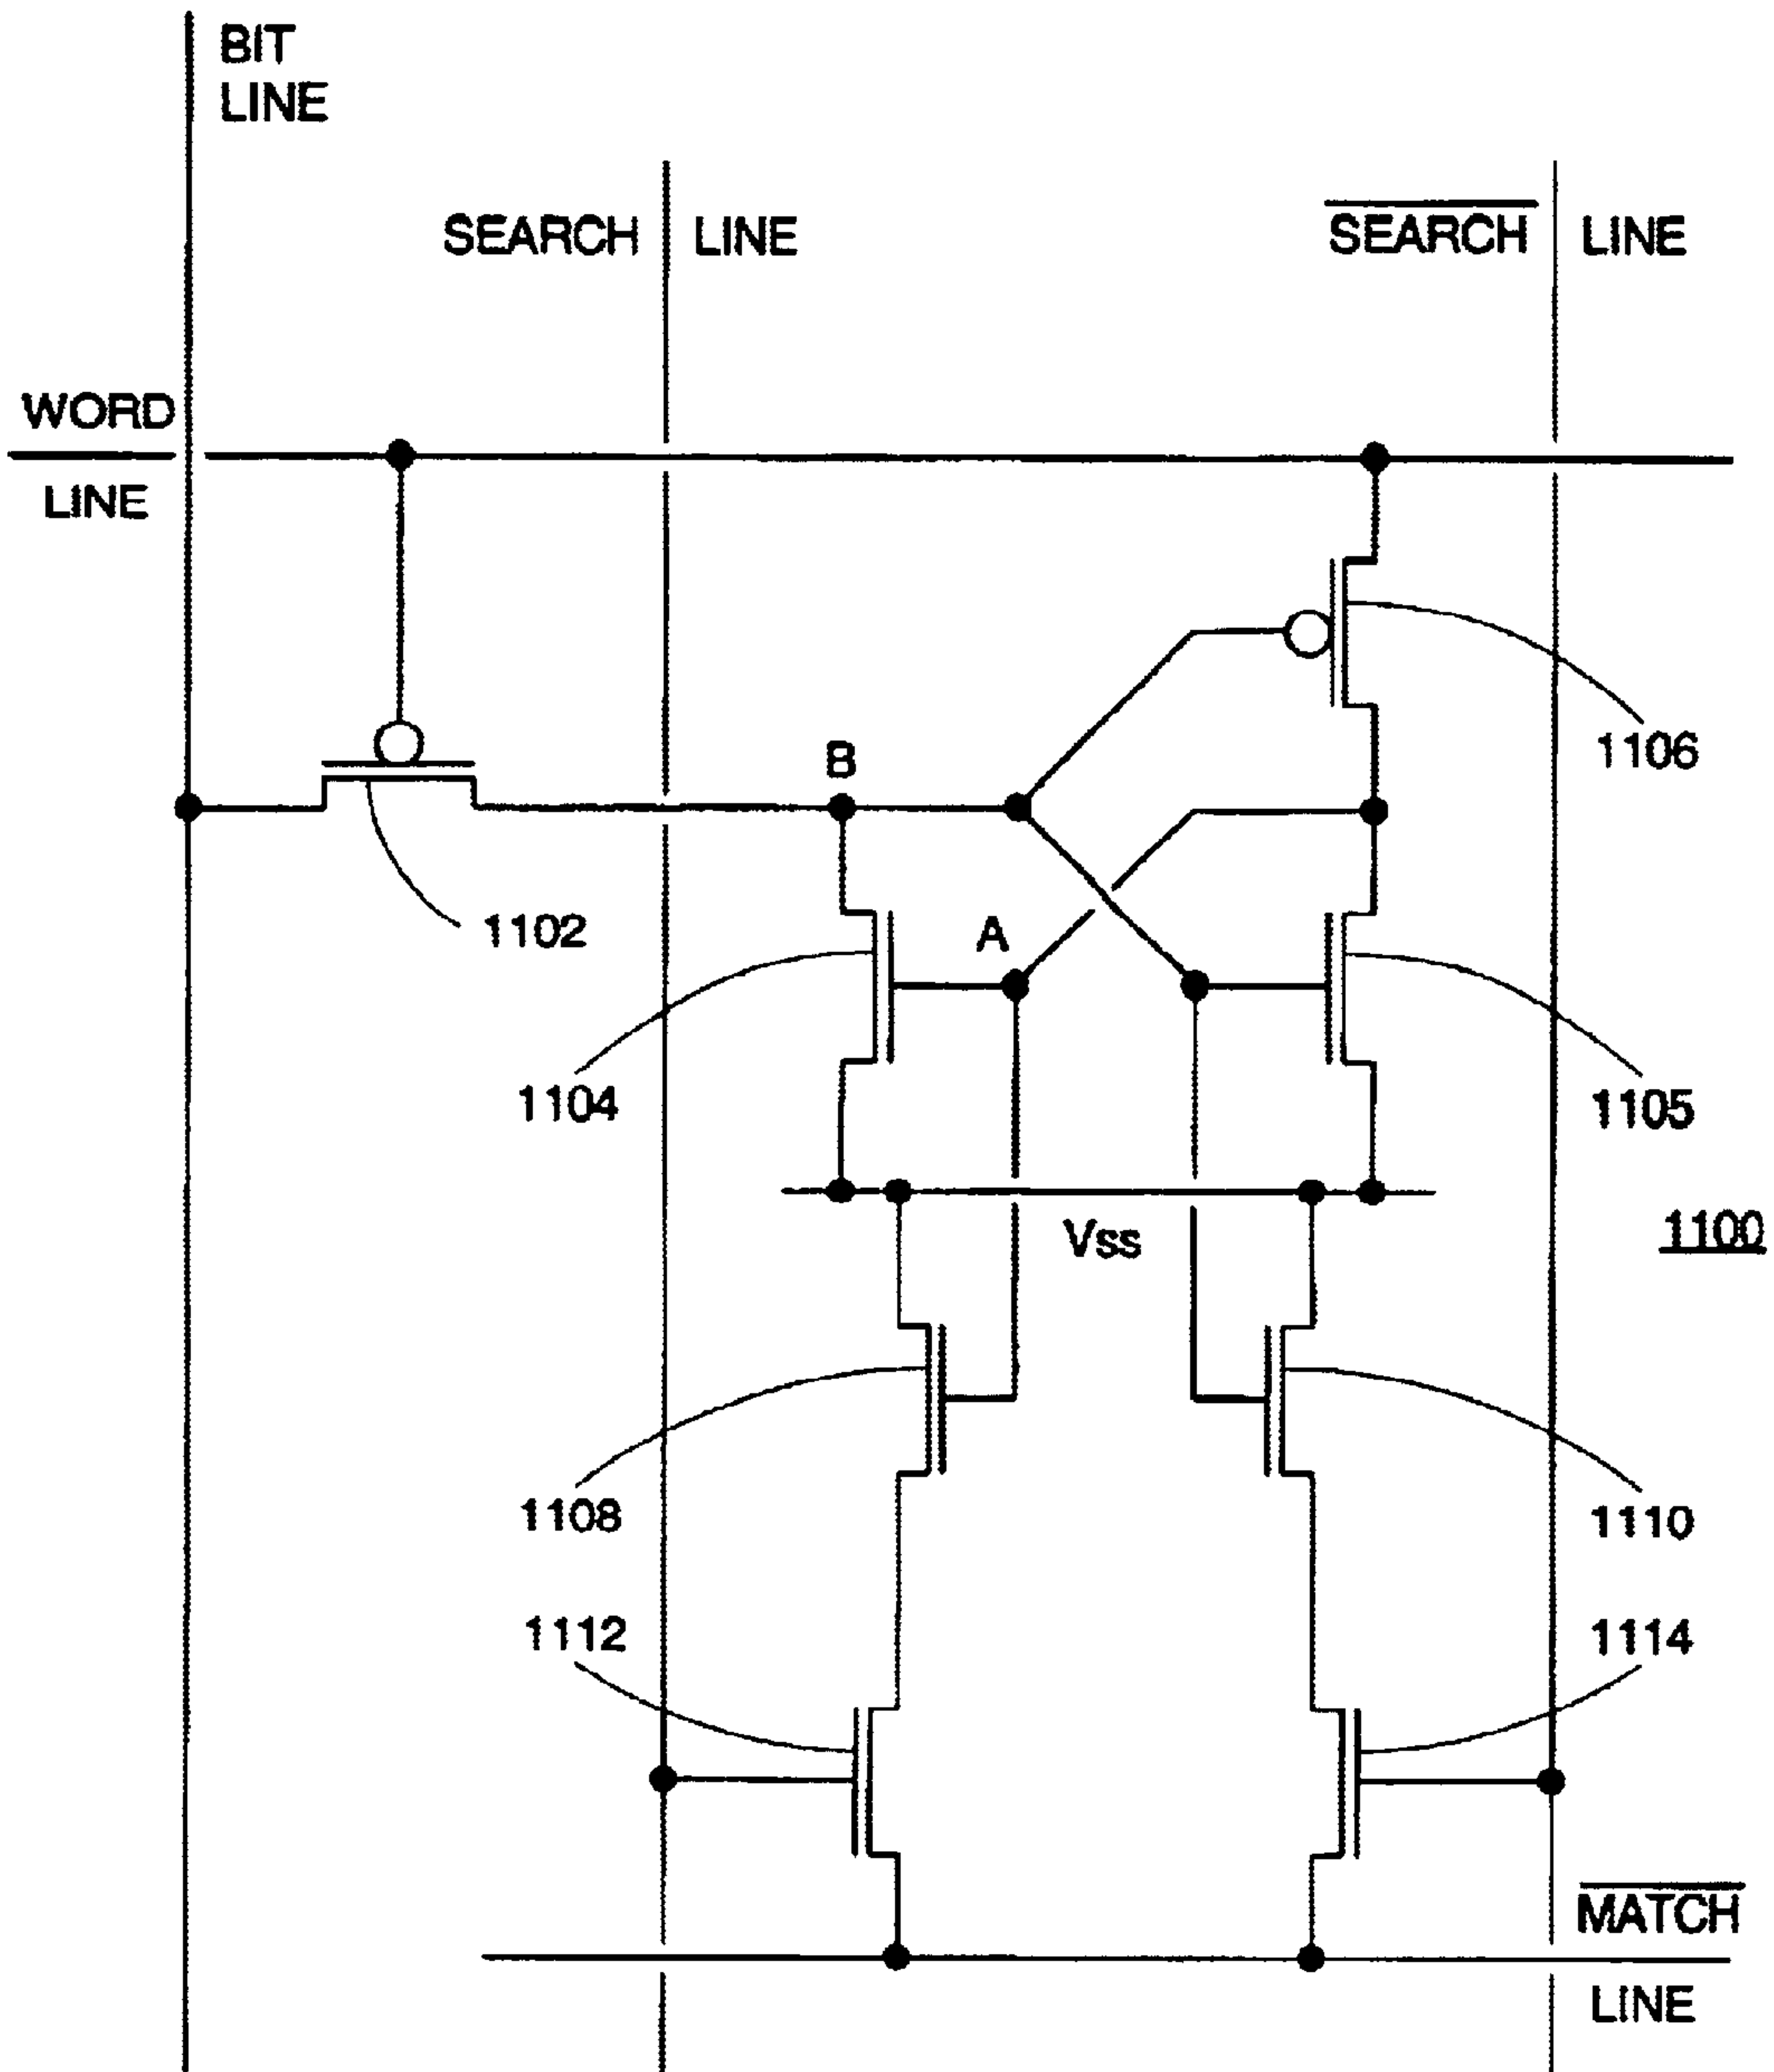 BIT
LINE
SEARCH LINE
SEARCH LINE
WORD
LINE
1106
B
1102
A
1104
1105
Vss
1100
1108
1110
1112
1114
MATCH
LINE